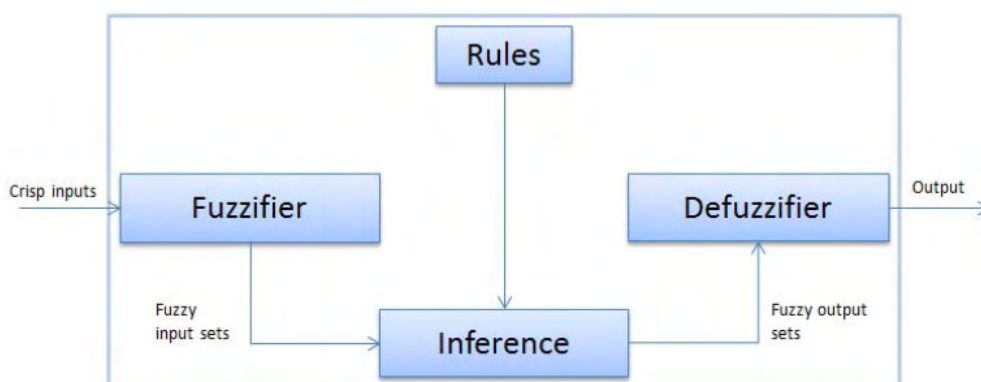 Rules
Crisp inputs
Fuzzifier
Defuzzifier
Output
Fuzzy
input sets
Inference
Fuzzy output
sets